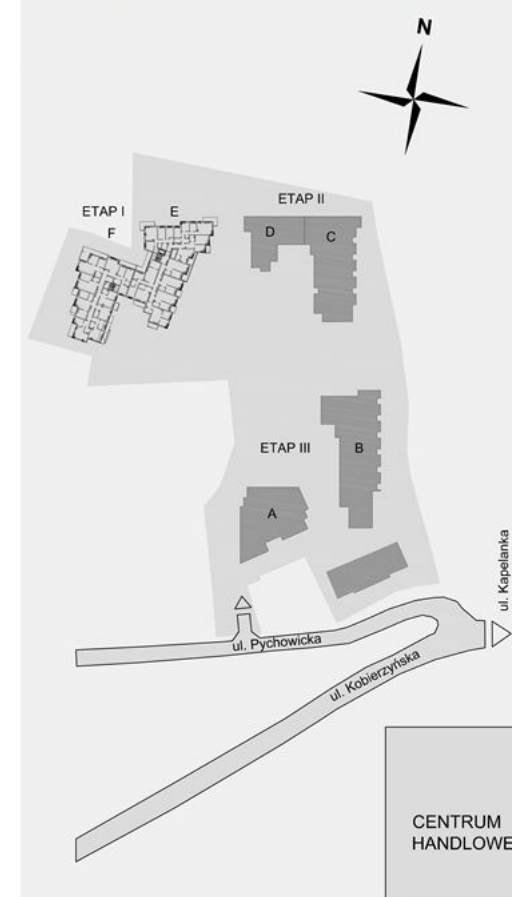 N
ETAP I
E
F
ETAP II
D
C
ETAP III
B
A
ul. Kapelanka
ul. Pychowicka
ul. Kobierzyńska
CENTRUM
HANDLOWE